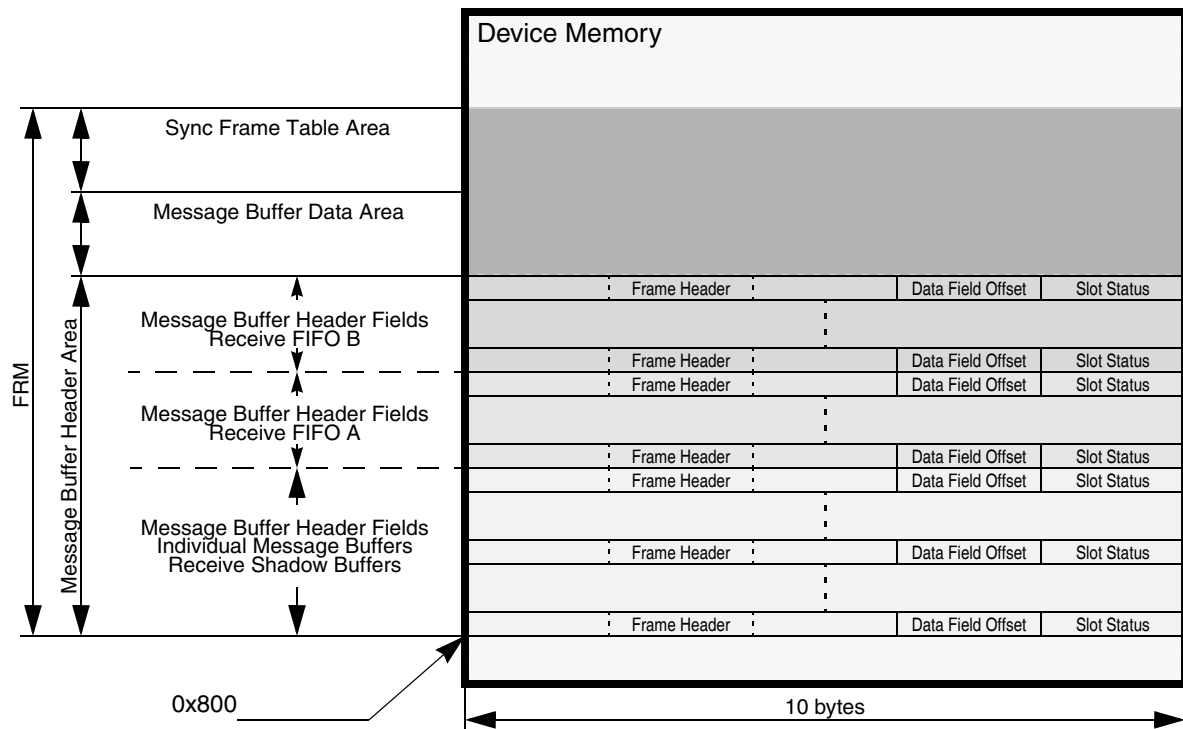 Device Memory
Sync Frame Table Area
Message Buffer Data Area
FRM
Message Buffer Header Area
Message Buffer Header Fields
Receive FIFO B
Message Buffer Header Fields
Receive FIFO A
Message Buffer Header Fields
Individual Message Buffers
Receive Shadow Buffers
Frame Header Data Field Offset Slot Status
Frame Header Data Field Offset Slot Status
Frame Header Data Field Offset Slot Status
Frame Header Data Field Offset Slot Status
Frame Header Data Field Offset Slot Status
Frame Header Data Field Offset Slot Status
Frame Header Data Field Offset Slot Status
0x800
10 bytes